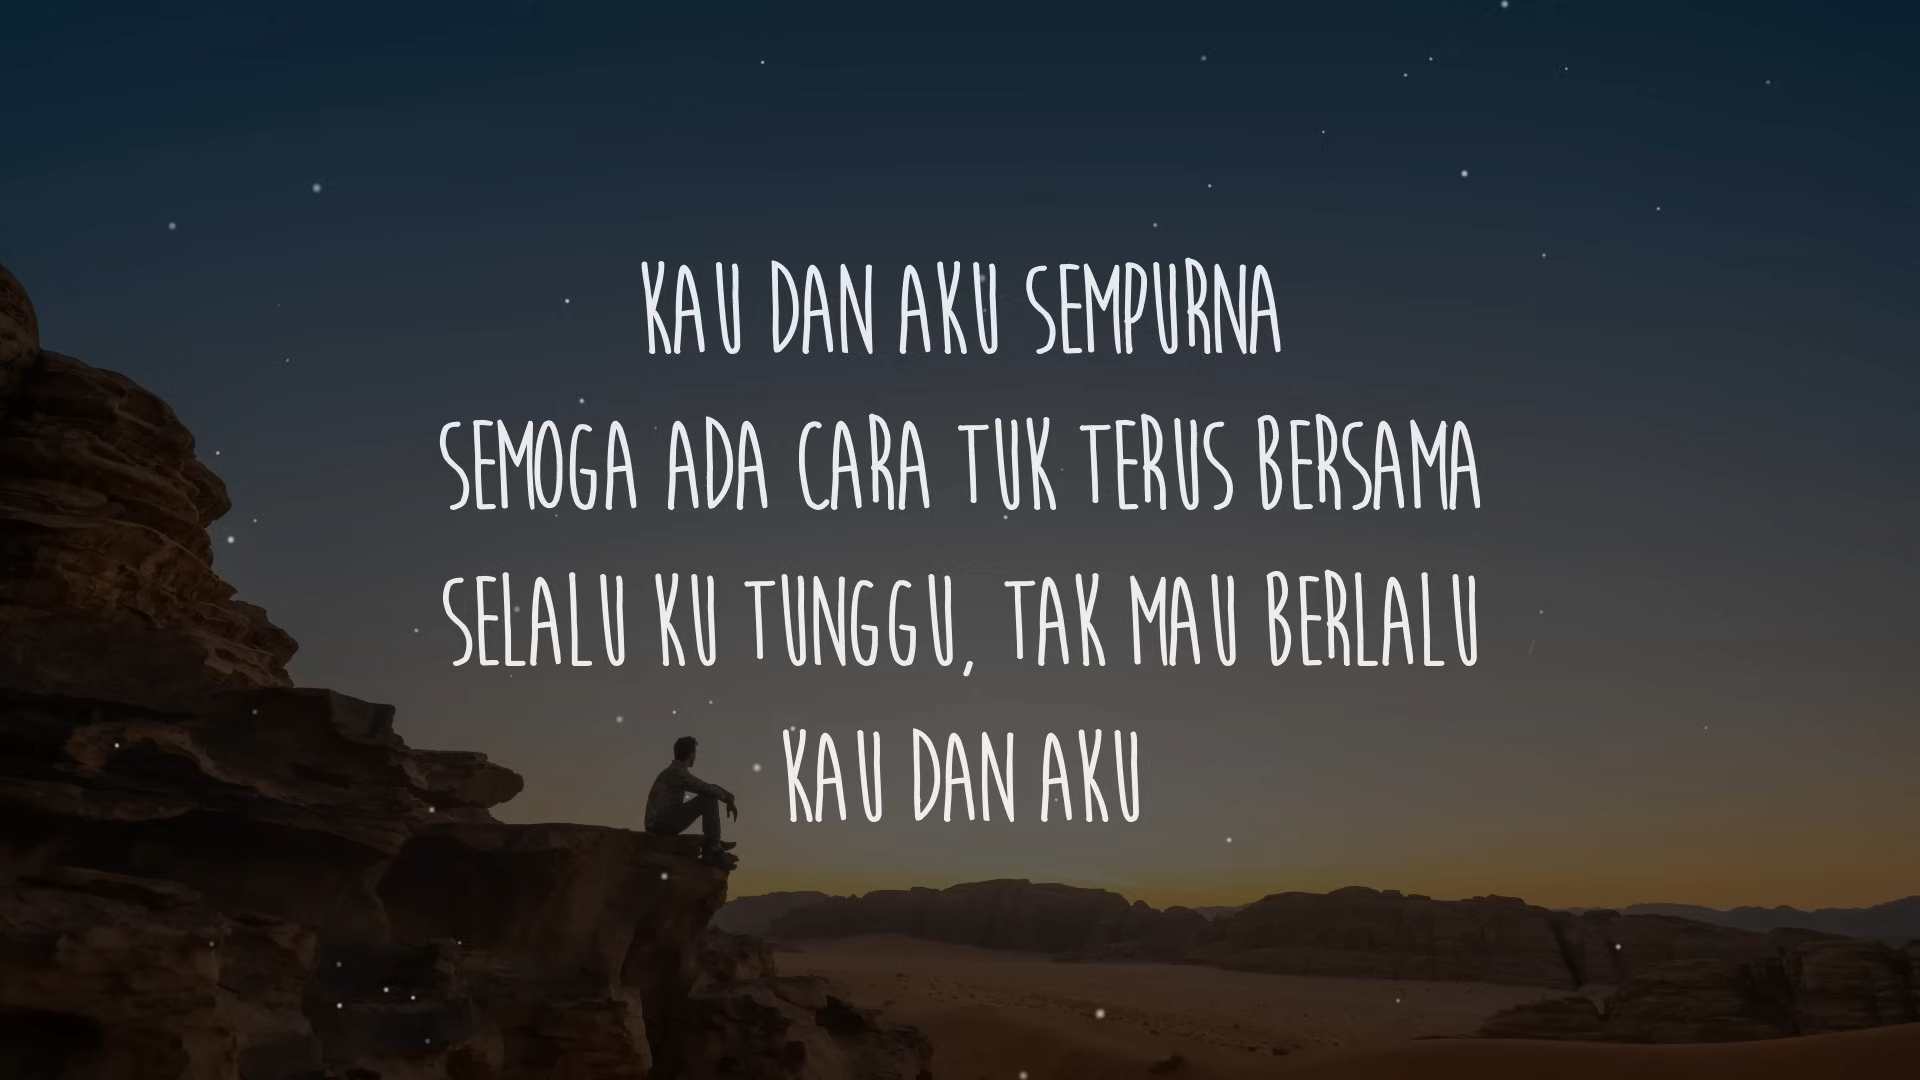 KAU DAN AKU SEMPURNA
SEMOGA ADA CARA TUK TERUS BERSAMA
SELALU KU TUNGGU, TAK MAU BERLALU
KAU DAN AKU